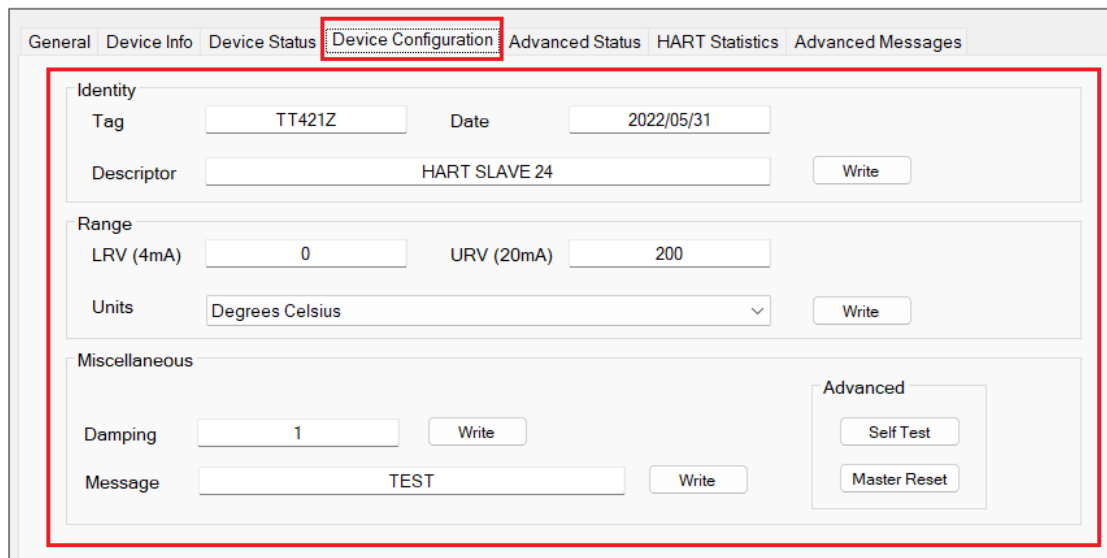 General Device Info Device Status Device Configuration Advanced Status HART Statistics Advanced Messages
Identity
Tag TT421Z Date 2022/05/31
Descriptor HART SLAVE 24 Write
Range
LRV (4mA) 0 URV (20mA) 200
Units Degrees Celsius Write
Miscellaneous
Advanced
Damping 1 Write Self Test
Message TEST Write Master Reset